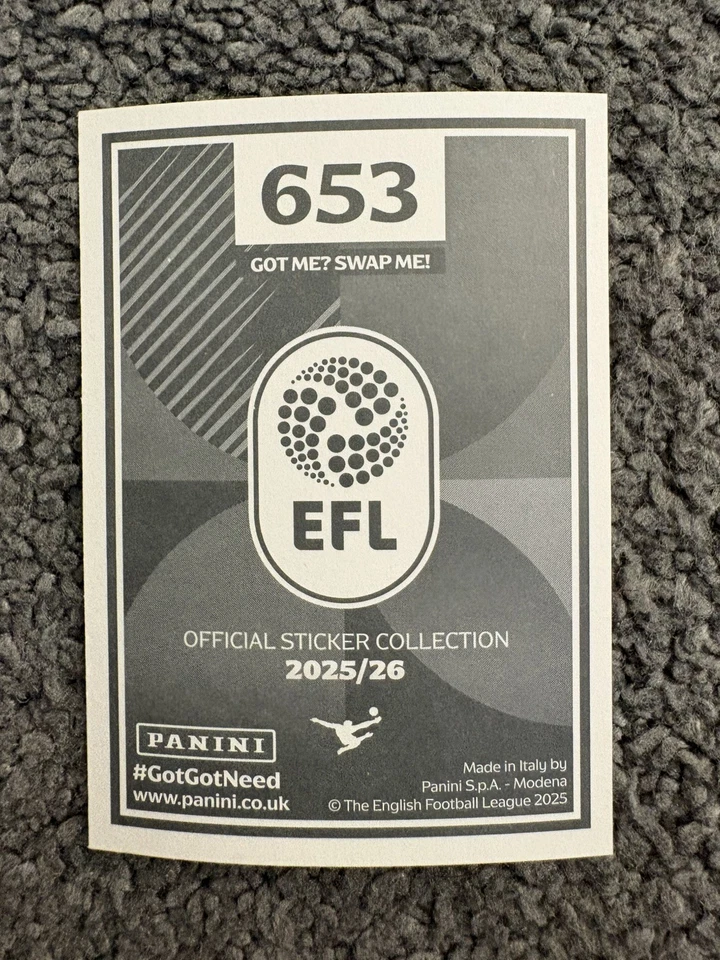 653
GOT ME? SWAP ME!
EFL
OFFICIAL STICKER COLLECTION
2025/26
PANINI
#GotGotNeed
www.panini.co.uk
Made in Italy by
Panini S.p.A. - Modena
© The English Football League 2025